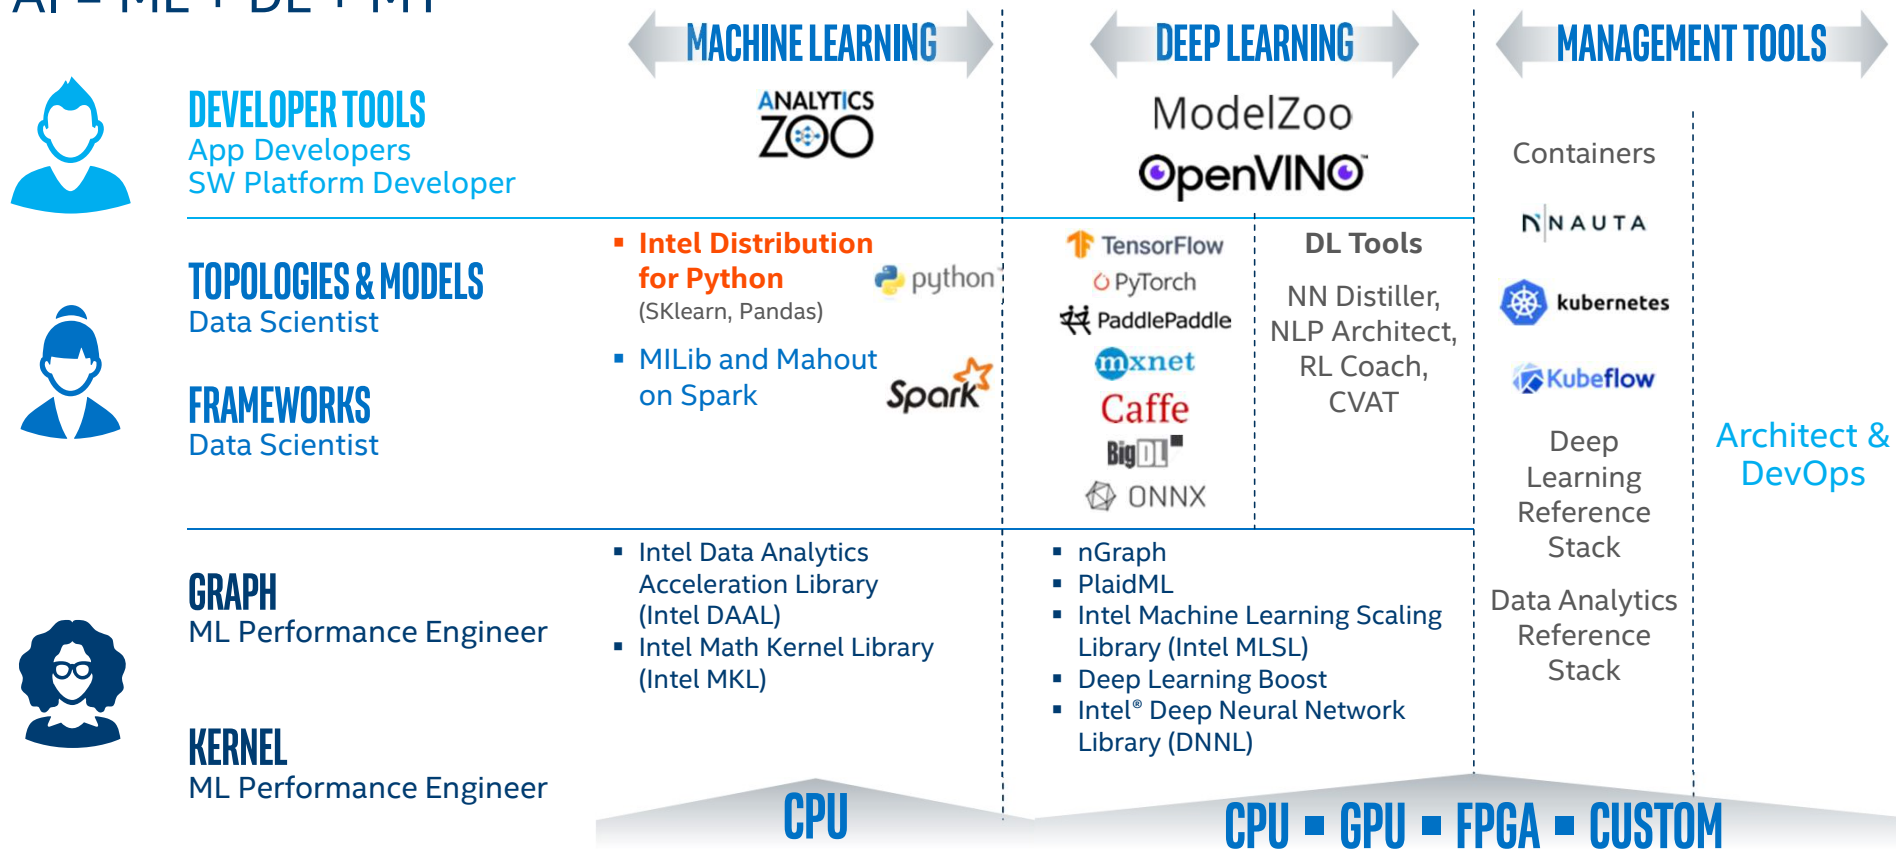 AI = ML + DL + MT
MACHINE LEARNING
DEEP LEARNING
MANAGEMENT TOOLS
DEVELOPER TOOLS
App Developers
SW Platform Developer
ANALYTICS
ZOO
ModelZoo
OpenVINO™
TOPOLOGIES & MODELS
Data Scientist
FRAMEWORKS
Data Scientist
▪ Intel Distribution
for Python
(SKlearn, Pandas)
python
▪ MILib and Mahout
on Spark
Spark
TensorFlow
PyTorch
PaddlePaddle
mxnet
Caffe
BigDL
ONNX
DL Tools
NN Distiller,
NLP Architect,
RL Coach,
CVAT
GRAPH
ML Performance Engineer
KERNEL
ML Performance Engineer
▪ Intel Data Analytics
Acceleration Library
(Intel DAAL)
▪ Intel Math Kernel Library
(Intel MKL)
▪ nGraph
▪ PlaidML
▪ Intel Machine Learning Scaling
Library (Intel MLSL)
▪ Deep Learning Boost
▪ Intel® Deep Neural Network
Library (DNNL)
Containers
NAUTA
kubernetes
Kubeflow
Deep
Learning
Reference
Stack
Data Analytics
Reference
Stack
Architect &
DevOps
CPU
CPU ▪ GPU ▪ FPGA ▪ CUSTOM